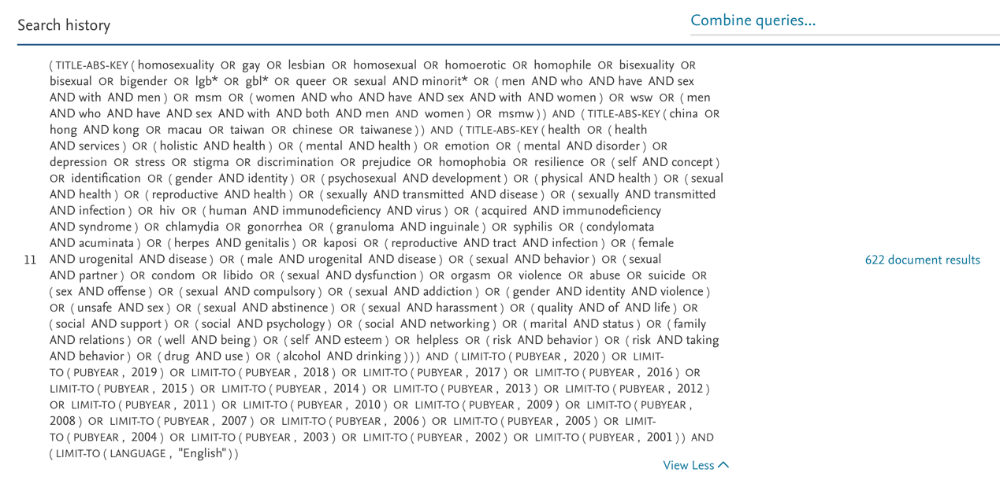 Search history
Combine queries...
( TITLE-ABS-KEY ( homosexuality OR gay OR lesbian OR homosexual OR homoerotic OR homophile OR bisexuality OR
bisexual OR bigender OR lgb* OR gbl* OR queer OR sexual AND minorit* OR ( men AND who AND have AND sex
AND with AND men ) OR msm OR ( women AND who AND have AND sex AND with AND women ) OR wsw OR ( men
AND who AND have AND sex AND with AND both AND men AND women ) OR msmw ) ) AND ( TITLE-ABS-KEY ( china OR
hong AND kong OR macau OR taiwan OR chinese OR taiwanese ) ) AND ( TITLE-ABS-KEY ( health OR ( health
AND services ) OR ( holistic AND health ) OR ( mental AND health ) OR emotion OR ( mental AND disorder ) OR
depression OR stress OR stigma OR discrimination OR prejudice OR homophobia OR resilience OR ( self AND concept )
OR identification OR ( gender AND identity ) OR ( psychosexual AND development ) OR ( physical AND health ) OR ( sexual
AND health ) OR ( reproductive AND health ) OR ( sexually AND transmitted AND disease ) OR ( sexually AND transmitted
AND infection ) OR hiv OR ( human AND immunodeficiency AND virus ) OR ( acquired AND immunodeficiency
AND syndrome ) OR chlamydia OR gonorrhea OR ( granuloma AND inguinale ) OR syphilis OR ( condylomata
AND acuminata ) OR ( herpes AND genitalis ) OR kaposi OR ( reproductive AND tract AND infection ) OR ( female
11 AND urogenital AND disease ) OR ( male AND urogenital AND disease ) OR ( sexual AND behavior ) OR ( sexual 622 document results
AND partner ) OR condom OR libido OR ( sexual AND dysfunction ) OR orgasm OR violence OR abuse OR suicide OR
( sex AND offense ) OR ( sexual AND compulsory ) OR ( sexual AND addiction ) OR ( gender AND identity AND violence )
OR ( unsafe AND sex ) OR ( sexual AND abstinence ) OR ( sexual AND harassment ) OR ( quality AND of AND life ) OR
( social AND support ) OR ( social AND psychology ) OR ( social AND networking ) OR ( marital AND status ) OR ( family
AND relations ) OR ( well AND being ) OR ( self AND esteem ) OR helpless OR ( risk AND behavior ) OR ( risk AND taking
AND behavior ) OR ( drug AND use ) OR ( alcohol AND drinking ) ) ) AND ( LIMIT-TO ( PUBYEAR , 2020 ) OR LIMIT-
TO ( PUBYEAR , 2019 ) OR LIMIT-TO ( PUBYEAR , 2018 ) OR LIMIT-TO ( PUBYEAR , 2017 ) OR LIMIT-TO ( PUBYEAR , 2016 ) OR
LIMIT-TO ( PUBYEAR , 2015 ) OR LIMIT-TO ( PUBYEAR , 2014 ) OR LIMIT-TO ( PUBYEAR , 2013 ) OR LIMIT-TO ( PUBYEAR , 2012 )
OR LIMIT-TO ( PUBYEAR , 2011 ) OR LIMIT-TO ( PUBYEAR , 2010 ) OR LIMIT-TO ( PUBYEAR , 2009 ) OR LIMIT-TO ( PUBYEAR ,
2008 ) OR LIMIT-TO ( PUBYEAR , 2007 ) OR LIMIT-TO ( PUBYEAR , 2006 ) OR LIMIT-TO ( PUBYEAR , 2005 ) OR LIMIT-
TO ( PUBYEAR , 2004 ) OR LIMIT-TO ( PUBYEAR , 2003 ) OR LIMIT-TO ( PUBYEAR , 2002 ) OR LIMIT-TO ( PUBYEAR , 2001 ) ) AND
( LIMIT-TO ( LANGUAGE , "English" ) )
View Less